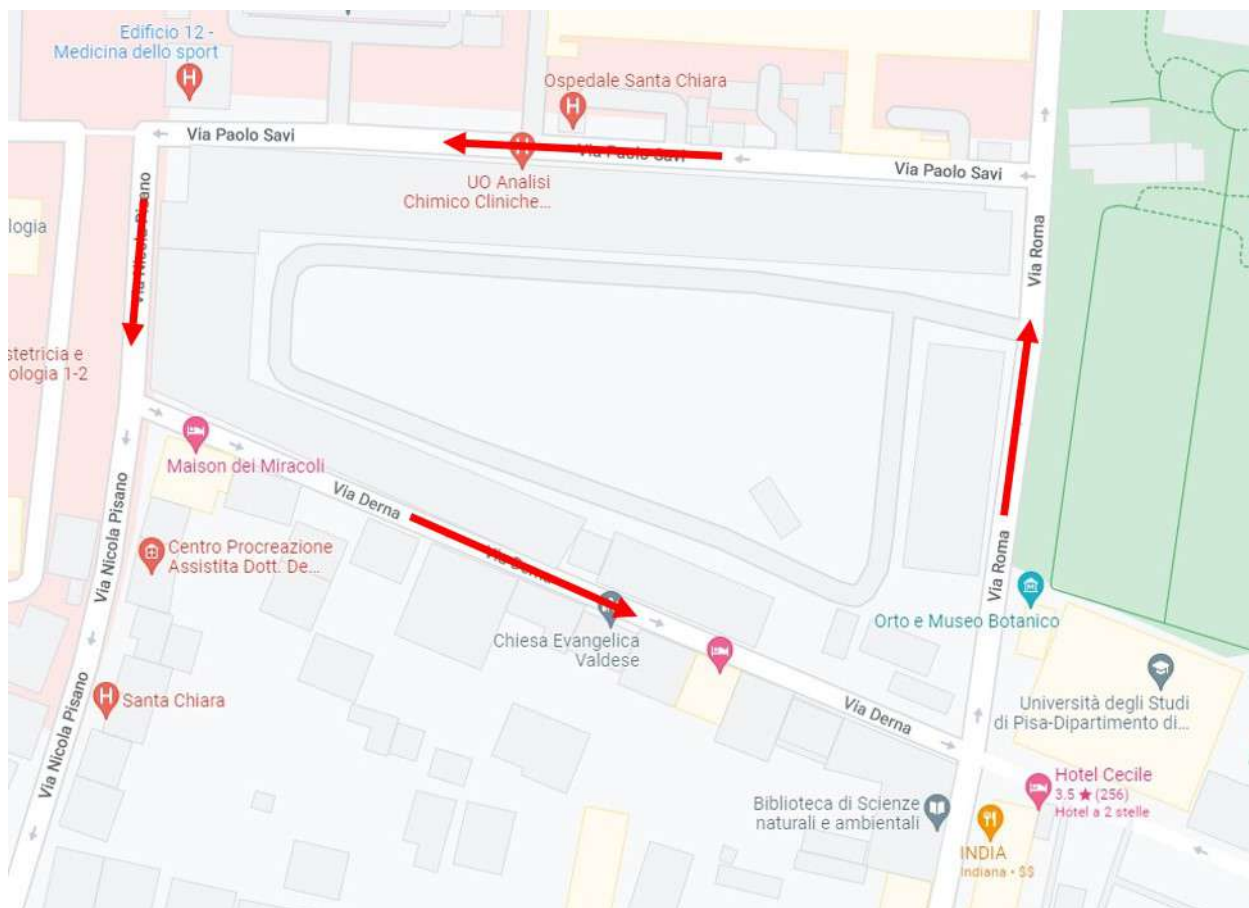 Edificio 12 -
Medicina dello sport
Ospedale Santa Chiara
Via Paolo Savi
Via Paolo Savi
Via Paolo Savi
UO Analisi
Chimico Cliniche...
Via Nicola Pisano
ologia
Via Roma
stetricia e
ologia 1-2
Maison dei Miracoli
Via Derna
Via Nicola Pisano
Centro Procreazione
Assistita Dott. De...
Via Derna
Via Roma
Orto e Museo Botanico
Chiesa Evangelica
Valdese
Santa Chiara
Università degli Studi
di Pisa-Dipartimento di...
Via Derna
Via Nicola Pisano
Hotel Cecile
3.5 ★ (256)
Hotel a 2 stelle
Biblioteca di Scienze
naturali e ambientali
INDIA
Indiana • $$